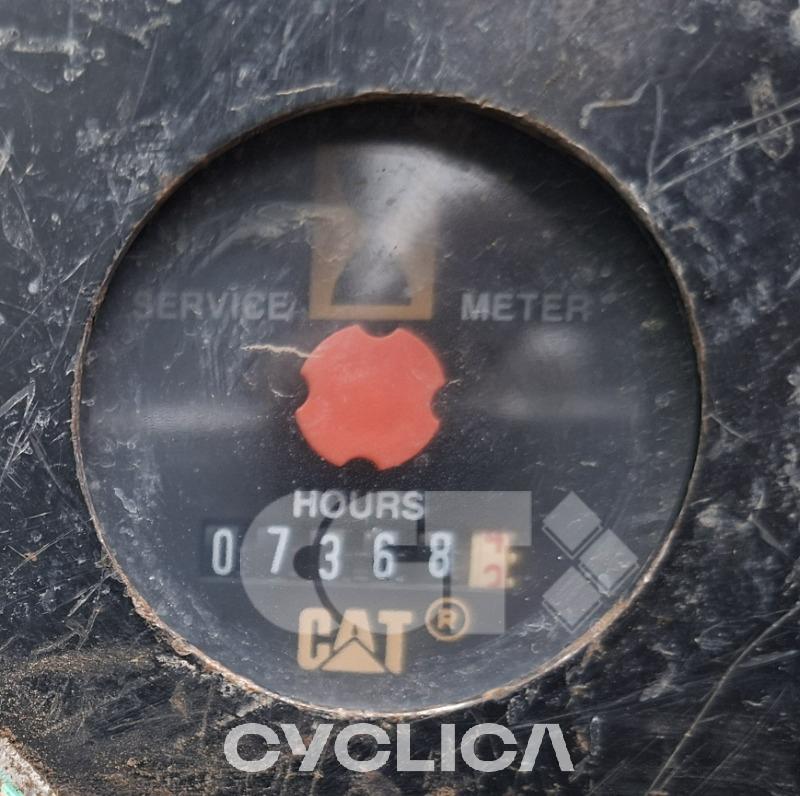 SERVICE METER
HOURS
07368
CAT®
CYCLICA